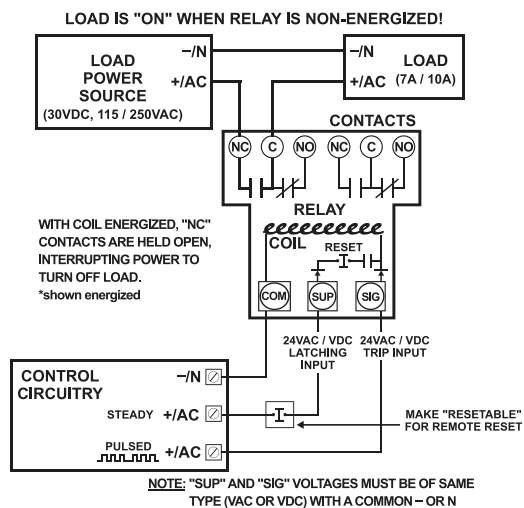 LOAD IS "ON" WHEN RELAY IS NON-ENERGIZED!
LOAD
POWER
SOURCE
(30VDC, 115 / 250VAC)
–/N
+/AC
–/N
+/AC
LOAD
(7A / 10A)
CONTACTS
NC
C
NO
NC
C
NO
RELAY
COIL
RESET
WITH COIL ENERGIZED, "NC"
CONTACTS ARE HELD OPEN,
INTERRUPTING POWER TO
TURN OFF LOAD.
*shown energized
COM
SUP
SIG
24VAC / VDC
LATCHING
INPUT
24VAC / VDC
TRIP INPUT
CONTROL
CIRCUITRY
–/N
STEADY +/AC
PULSED
+/AC
MAKE "RESETABLE"
FOR REMOTE RESET
NOTE: "SUP" AND "SIG" VOLTAGES MUST BE OF SAME
TYPE (VAC OR VDC) WITH A COMMON – OR N